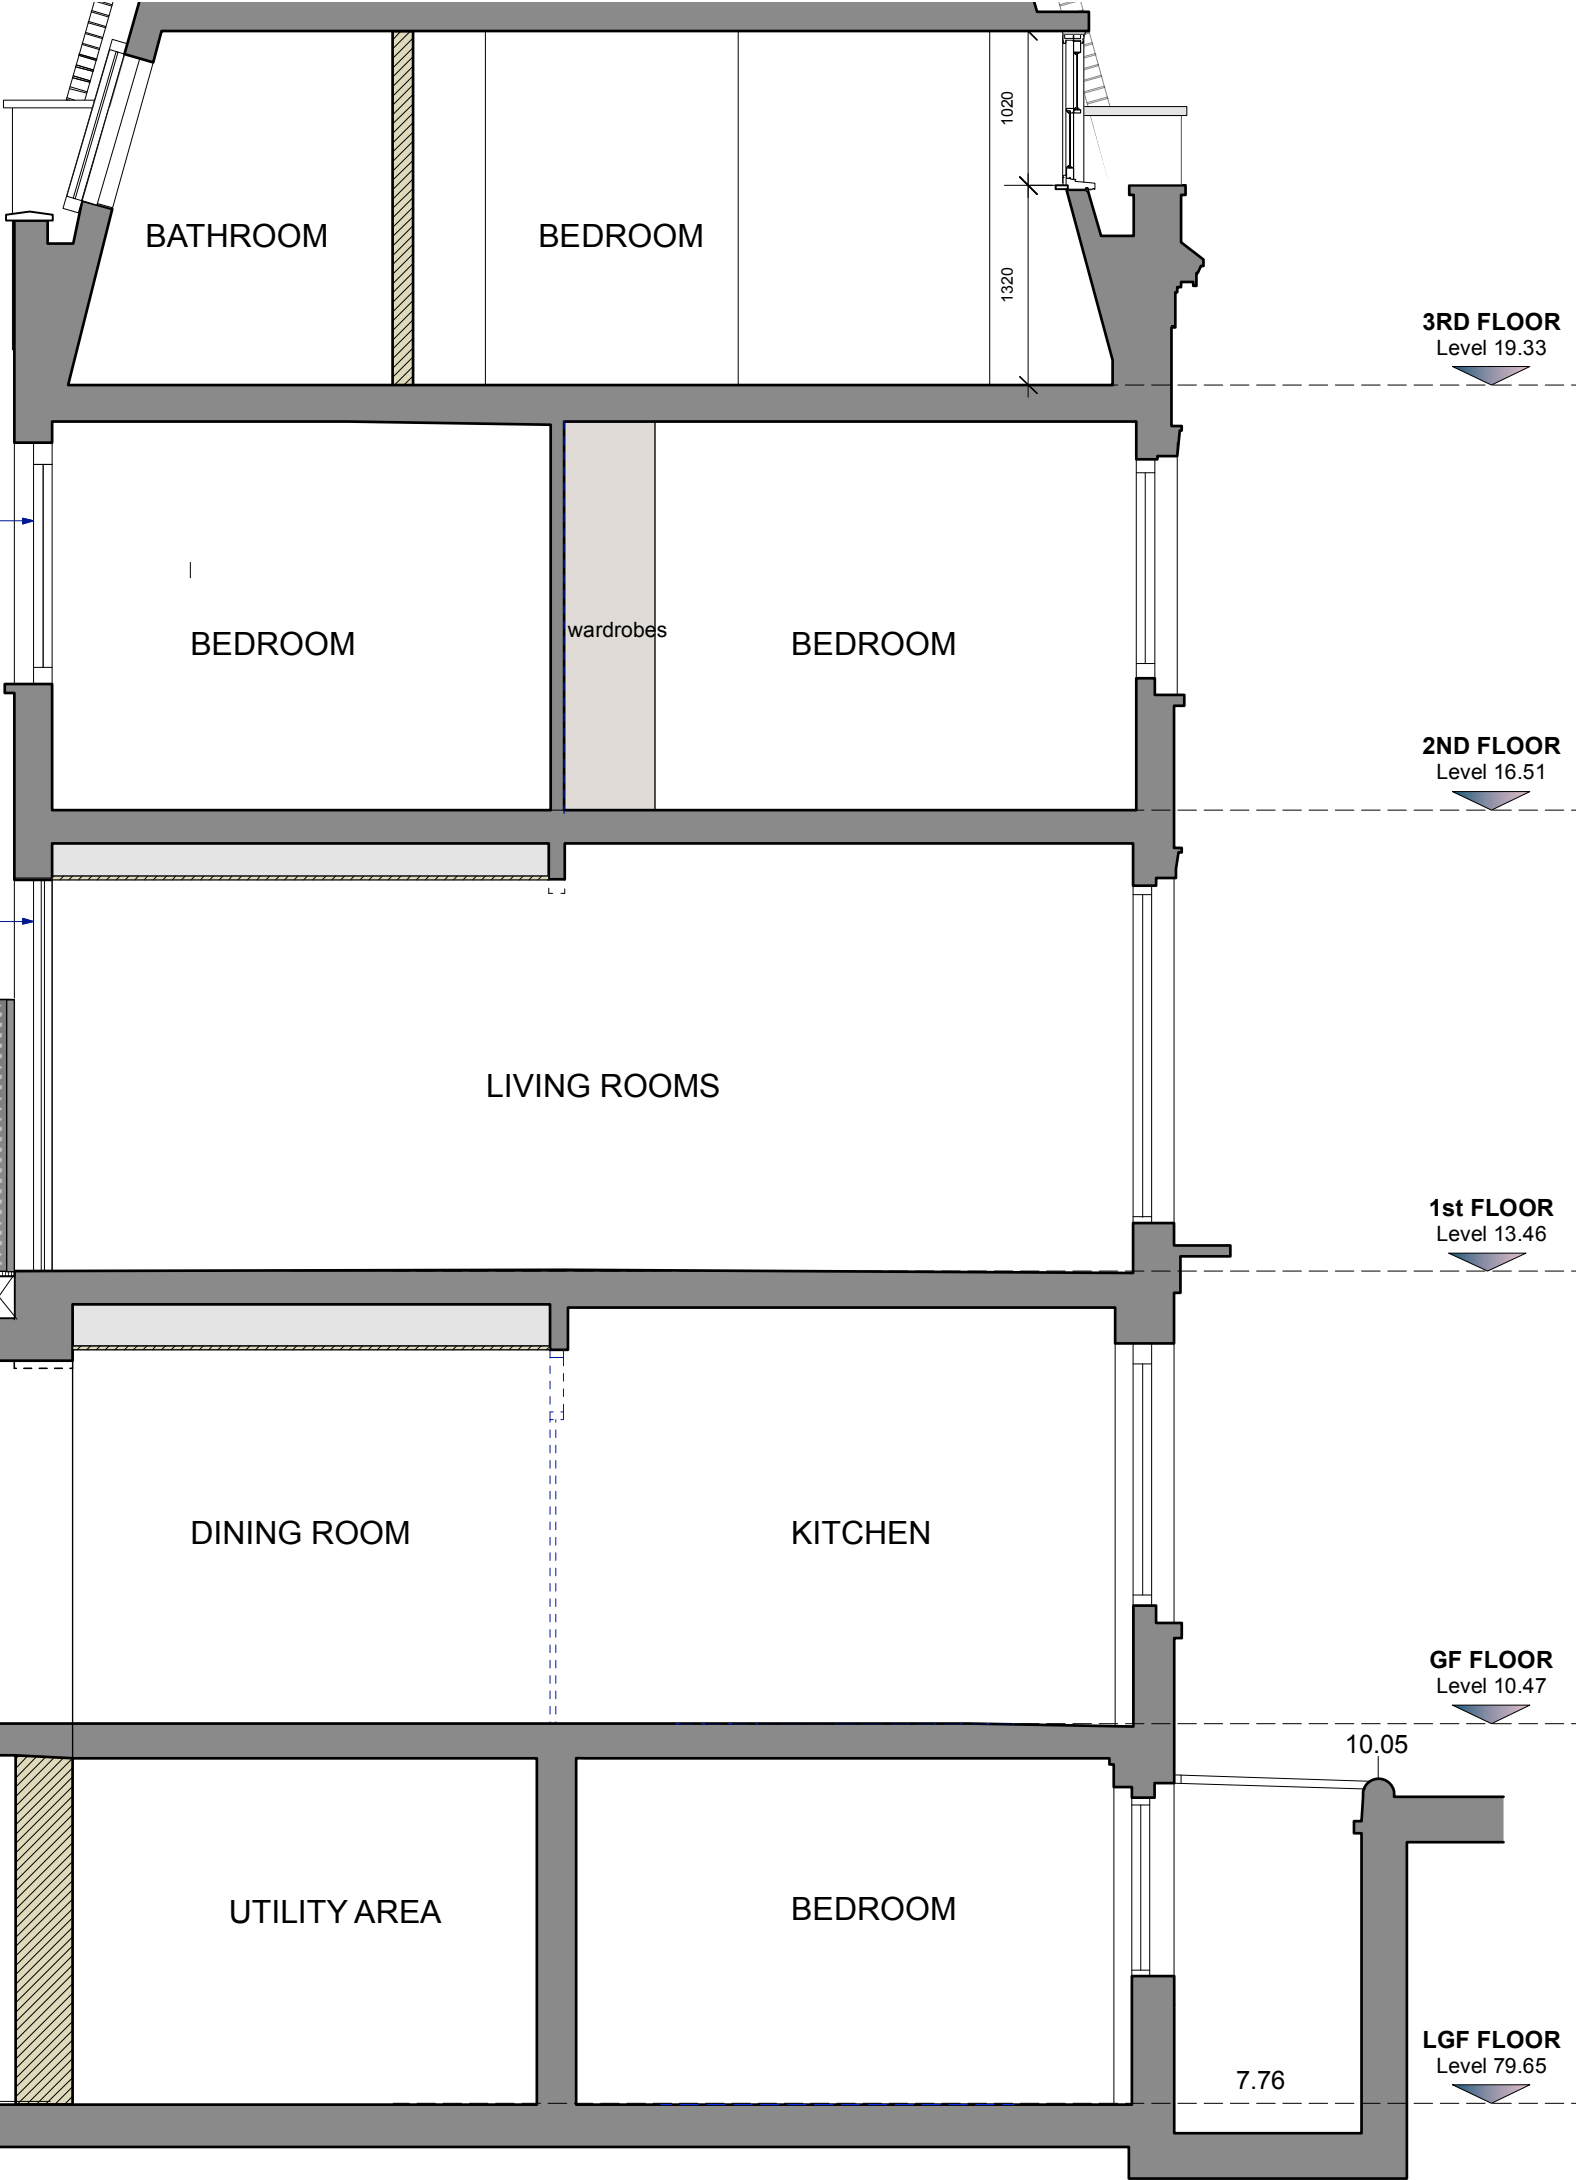 1020
BATHROOM
BEDROOM
1320
3RD FLOOR
Level 19.33
wardrobes
BEDROOM
BEDROOM
2ND FLOOR
Level 16.51
LIVING ROOMS
1st FLOOR
Level 13.46
DINING ROOM
KITCHEN
GF FLOOR
Level 10.47
10.05
UTILITY AREA
BEDROOM
LGF FLOOR
Level 79.65
7.76